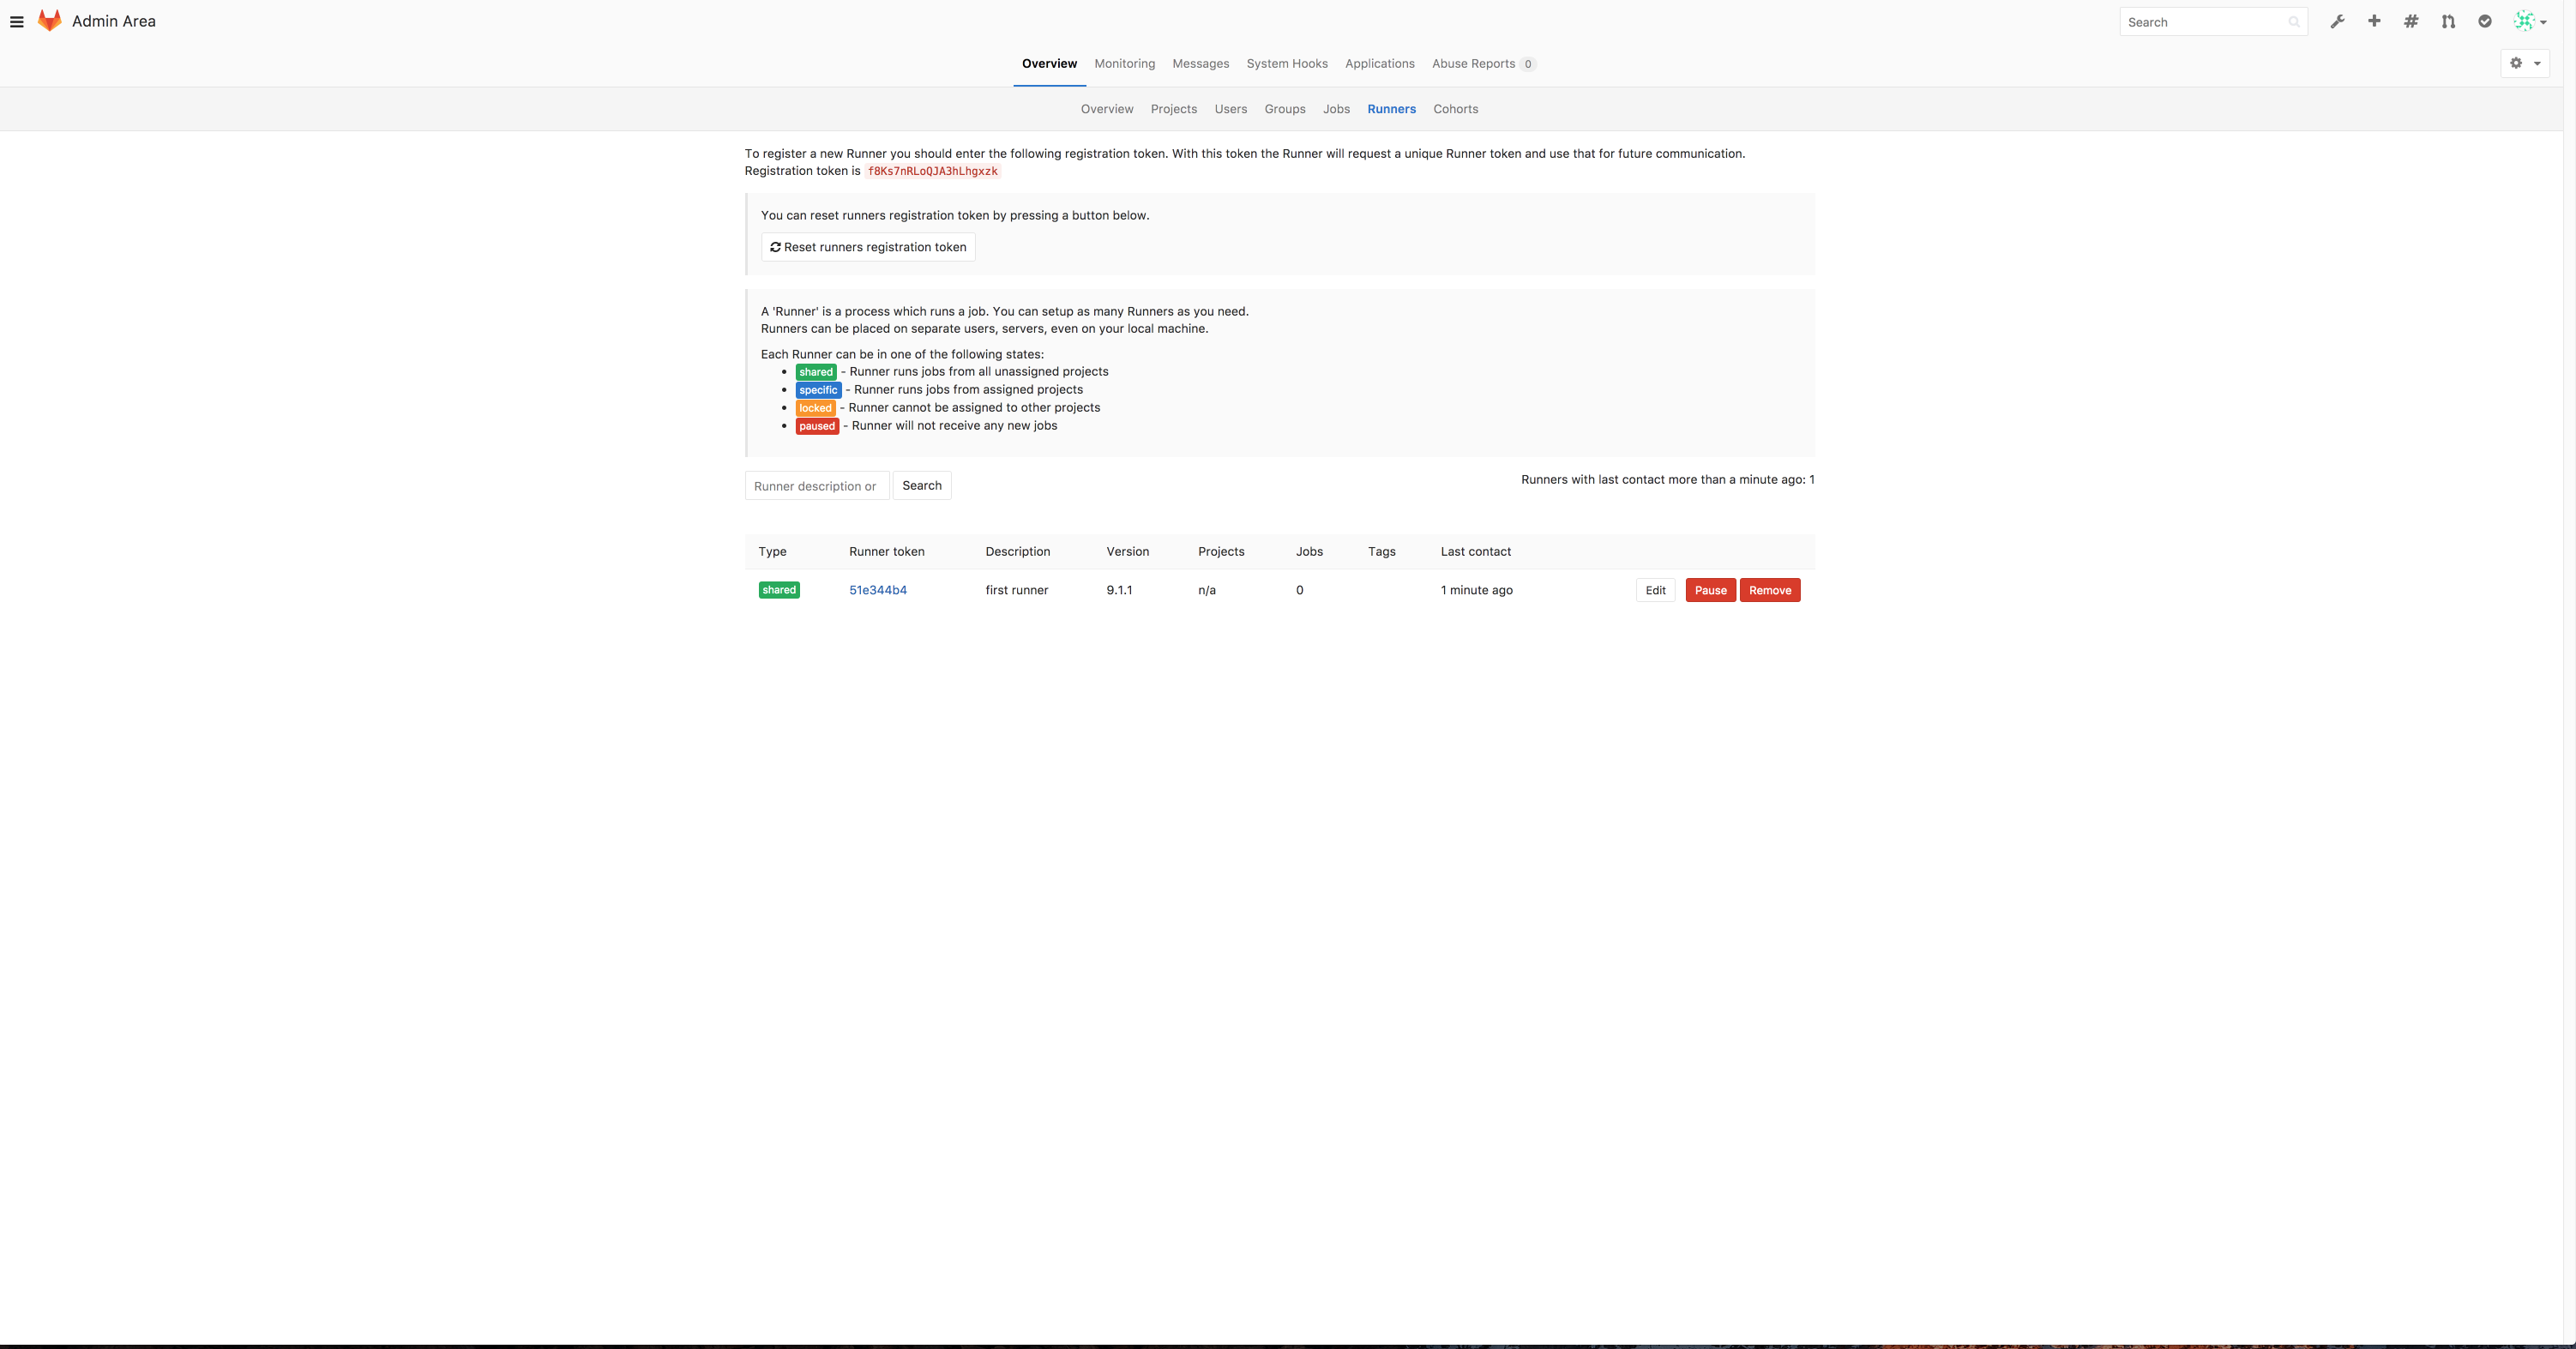 Admin Area
Search
Overview Monitoring Messages System Hooks Applications Abuse Reports 0
Overview Projects Users Groups Jobs Runners Cohorts
To register a new Runner you should enter the following registration token. With this token the Runner will request a unique Runner token and use that for future communication.
Registration token is f8Ks7nRLoQJA3hLhgxzk
You can reset runners registration token by pressing a button below.
Reset runners registration token
A 'Runner' is a process which runs a job. You can setup as many Runners as you need.
Runners can be placed on separate users, servers, even on your local machine.
Each Runner can be in one of the following states:
• shared - Runner runs jobs from all unassigned projects
• specific - Runner runs jobs from assigned projects
• locked - Runner cannot be assigned to other projects
• paused - Runner will not receive any new jobs
Runner description or Search Runners with last contact more than a minute ago: 1
Type Runner token Description Version Projects Jobs Tags Last contact
shared 51e344b4 first runner 9.1.1 n/a 0 1 minute ago Edit Pause Remove